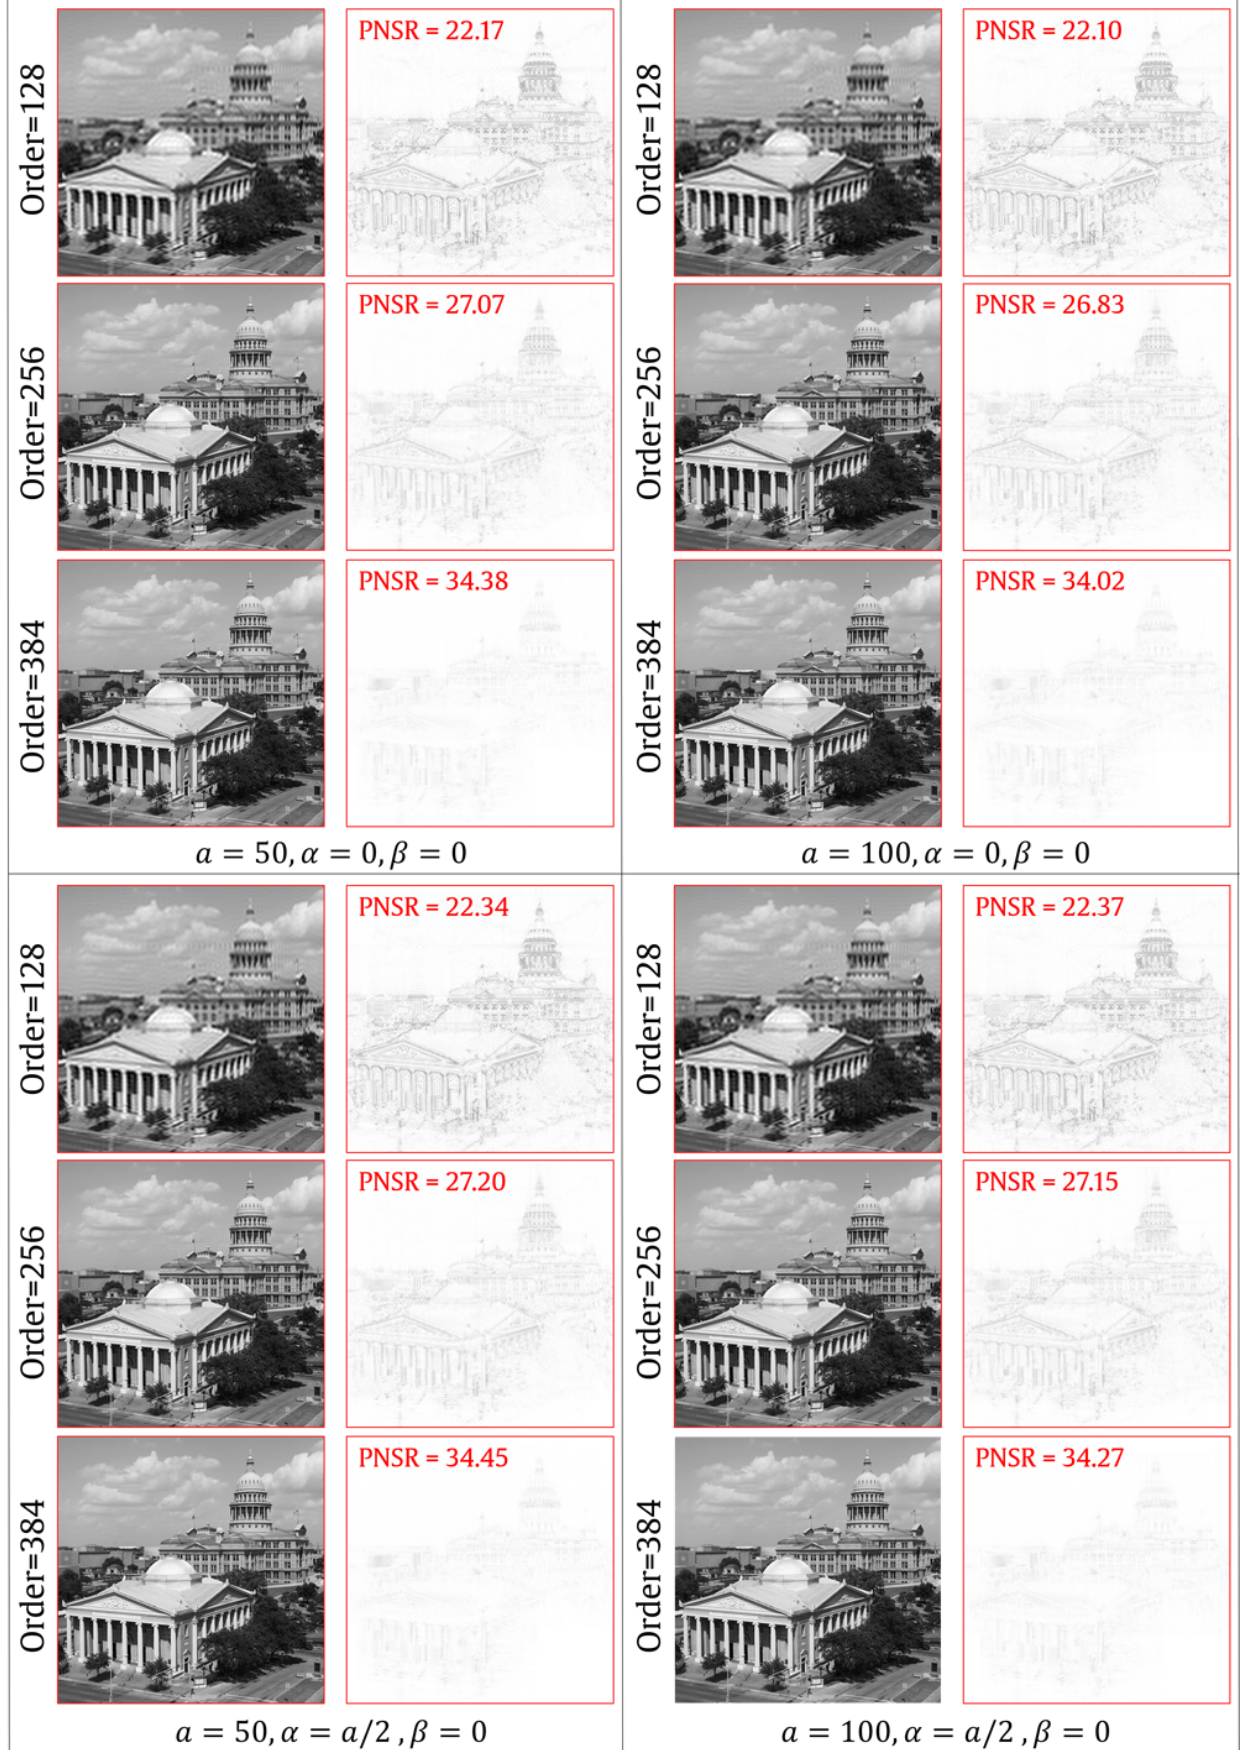 Order=128
PNSR = 22.17
Order=128
PNSR = 22.10
Order=256
PNSR = 27.07
Order=256
PNSR = 26.83
Order=384
PNSR = 34.38
Order=384
PNSR = 34.02
a = 50, α = 0, β = 0
a = 100, α = 0, β = 0
Order=128
PNSR = 22.34
Order=128
PNSR = 22.37
Order=256
PNSR = 27.20
Order=256
PNSR = 27.15
Order=384
PNSR = 34.45
Order=384
PNSR = 34.27
a = 50, α = a/2 , β = 0
a = 100, α = a/2 , β = 0